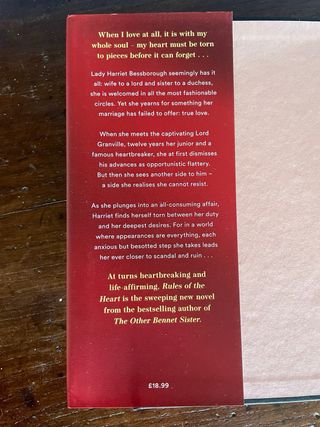 When I love at all, it is with my
whole soul – my heart must be torn
to pieces before it can forget . . .
Lady Harriet Bessborough seemingly has it
all: wife to a lord and sister to a duchess,
she is welcomed in all the most fashionable
circles. Yet she yearns for something her
marriage has failed to offer: true love.
When she meets the captivating Lord
Granville, twelve years her junior and a
famous heartbreaker, she at first dismisses
his advances as opportunistic flattery.
But then she sees another side to him –
a side she realises she cannot resist.
As she plunges into an all-consuming affair,
Harriet finds herself torn between her duty
and her deepest desires. For in a world
where appearances are everything, each
anxious but besotted step she takes leads
her ever closer to scandal and ruin . . .
At turns heartbreaking and
life-affirming, Rules of the
Heart is the sweeping new novel
from the bestselling author of
The Other Bennet Sister.
£18.99